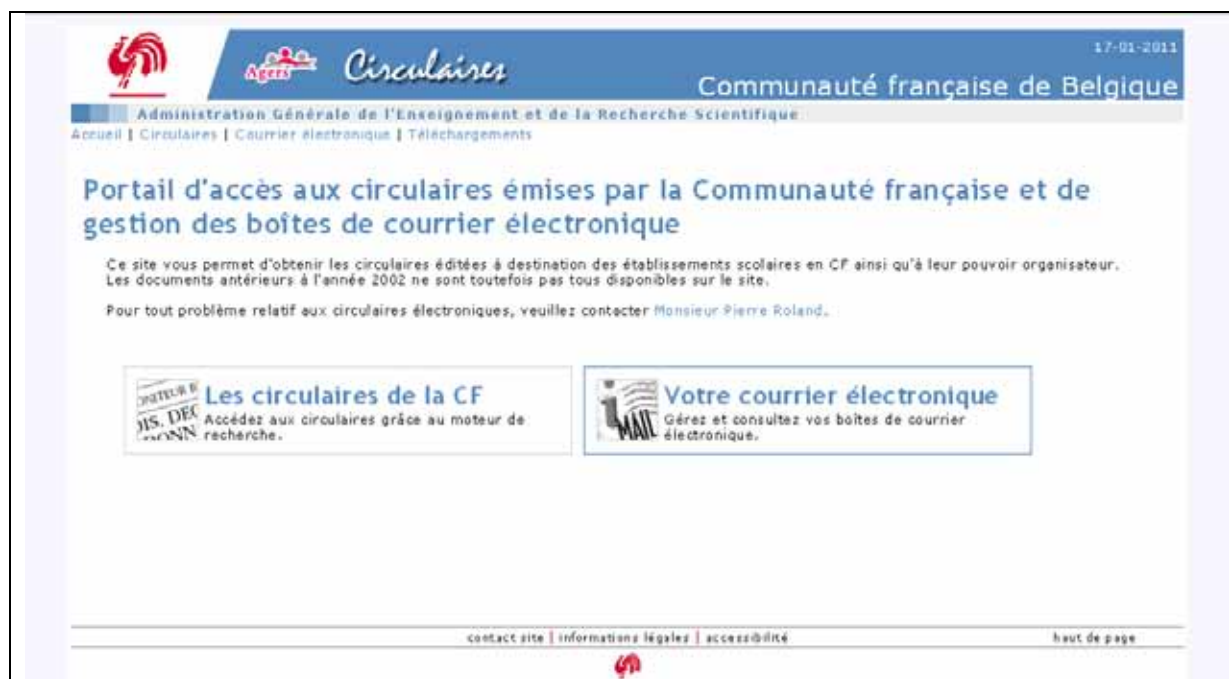 17-01-2011
Agers Circulaires
Communauté française de Belgique
Administration Générale de l'Enseignement et de la Recherche Scientifique
Accueil | Circulaires | Courrier électronique | Téléchargements
Portail d'accès aux circulaires émises par la Communauté française et de
gestion des boîtes de courrier électronique
Ce site vous permet d'obtenir les circulaires éditées à destination des établissements scolaires en CF ainsi qu'à leur pouvoir organisateur.
Les documents antérieurs à l'année 2002 ne sont toutefois pas tous disponibles sur le site.
Pour tout problème relatif aux circulaires électroniques, veuillez contacter Monsieur Pierre Roland.
Les circulaires de la CF
Accédez aux circulaires grâce au moteur de
recherche.
Votre courrier électronique
Gérez et consultez vos boîtes de courrier
électronique.
MAIL
contact site | informations légales | accessibilité
haut de page